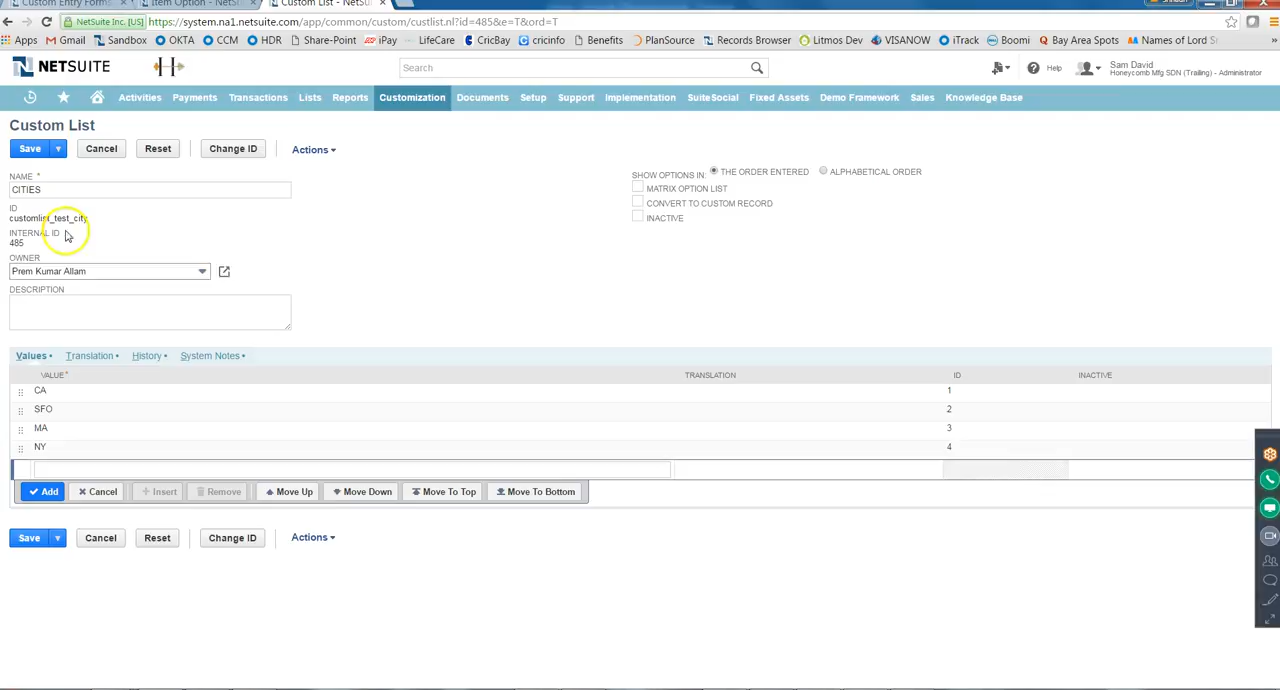 Custom Entry Form
Item Option - NetS
Custom List - NetSu
NetSuite Inc. [US]
https://system.na1.netsuite.com/app/common/custom/custlist.nl?id=485&e=T&ord=T
Apps
Gmail
Sandbox
OKTA
CCM
HDR
Share-Point
iPay
LifeCare
CricBay
cricinfo
Benefits
PlanSource
Records Browser
Litmos Dev
VISANOW
iTrack
Boomi
Bay Area Spots
Names of Lord S
»
NETSUITE
Search
Help
Sam David
Honeycomb Mfg SDN (Trailing) - Administrator
Activities
Payments
Transactions
Lists
Reports
Customization
Documents
Setup
Support
Implementation
SuiteSocial
Fixed Assets
Demo Framework
Sales
Knowledge Base
Custom List
Save
Cancel
Reset
Change ID
Actions
NAME *
CITIES
ID
customlist_test_city
INTERNAL ID
485
OWNER
Prem Kumar Allam
DESCRIPTION
SHOW OPTIONS IN:
THE ORDER ENTERED
ALPHABETICAL ORDER
MATRIX OPTION LIST
CONVERT TO CUSTOM RECORD
INACTIVE
Values •
Translation •
History •
System Notes •
VALUE * TRANSLATION ID INACTIVE
CA 1
SFO 2
MA 3
NY 4
Add
Cancel
Insert
Remove
Move Up
Move Down
Move To Top
Move To Bottom
Save
Cancel
Reset
Change ID
Actions